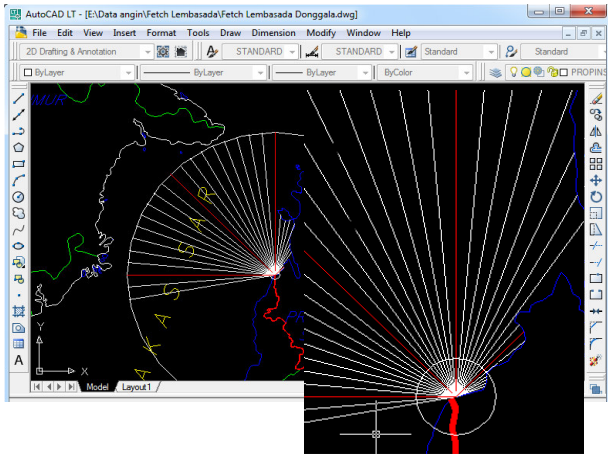 AutoCAD LT - [E:\Data angin\Fetch Lembasada\Fetch Lembasada Donggala.dwg]
File Edit View Insert Format Tools Draw Dimension Modify Window Help
2D Drafting & Annotation STANDARD STANDARD Standard Standard
ByLayer ByLayer ByLayer ByColor PROPINS
MUR
A K A S S A R
Y
X
A
Model Layout1